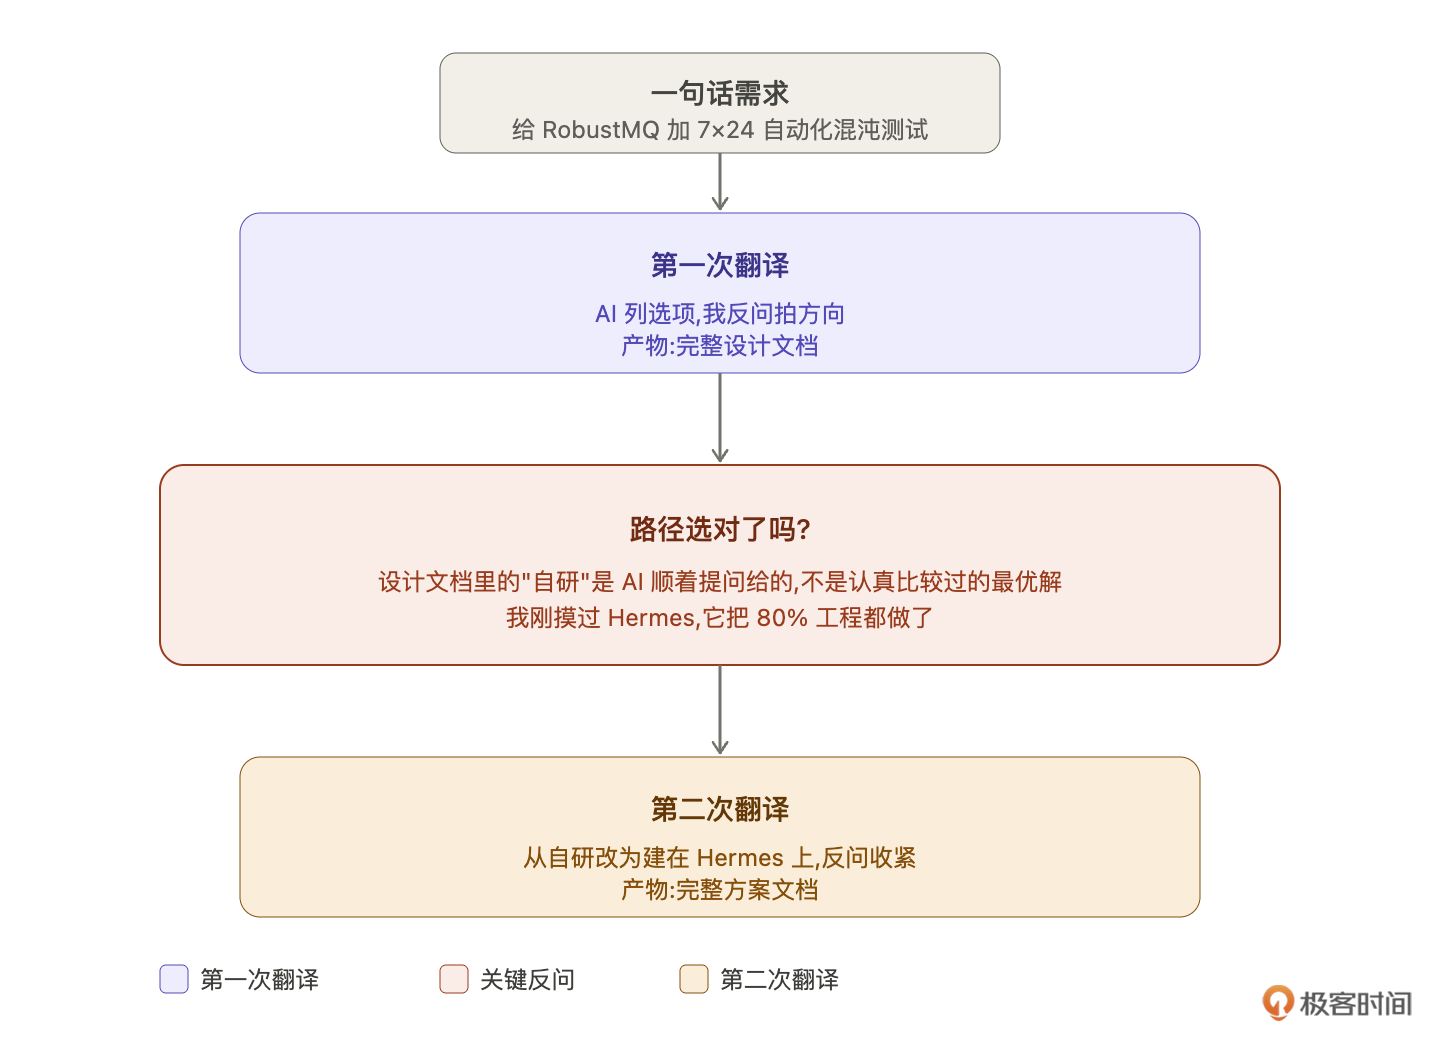 一句话需求
给 RobustMQ 加 7×24 自动化混沌测试
第一次翻译
AI 列选项,我反问拍方向
产物:完整设计文档
路径选对了吗?
设计文档里的"自研"是 AI 顺着提问给的,不是认真比较过的最优解
我刚摸过 Hermes,它把 80% 工程都做了
第二次翻译
从自研改为建在 Hermes 上,反问收紧
产物:完整方案文档
第一次翻译
关键反问
第二次翻译
极客时间